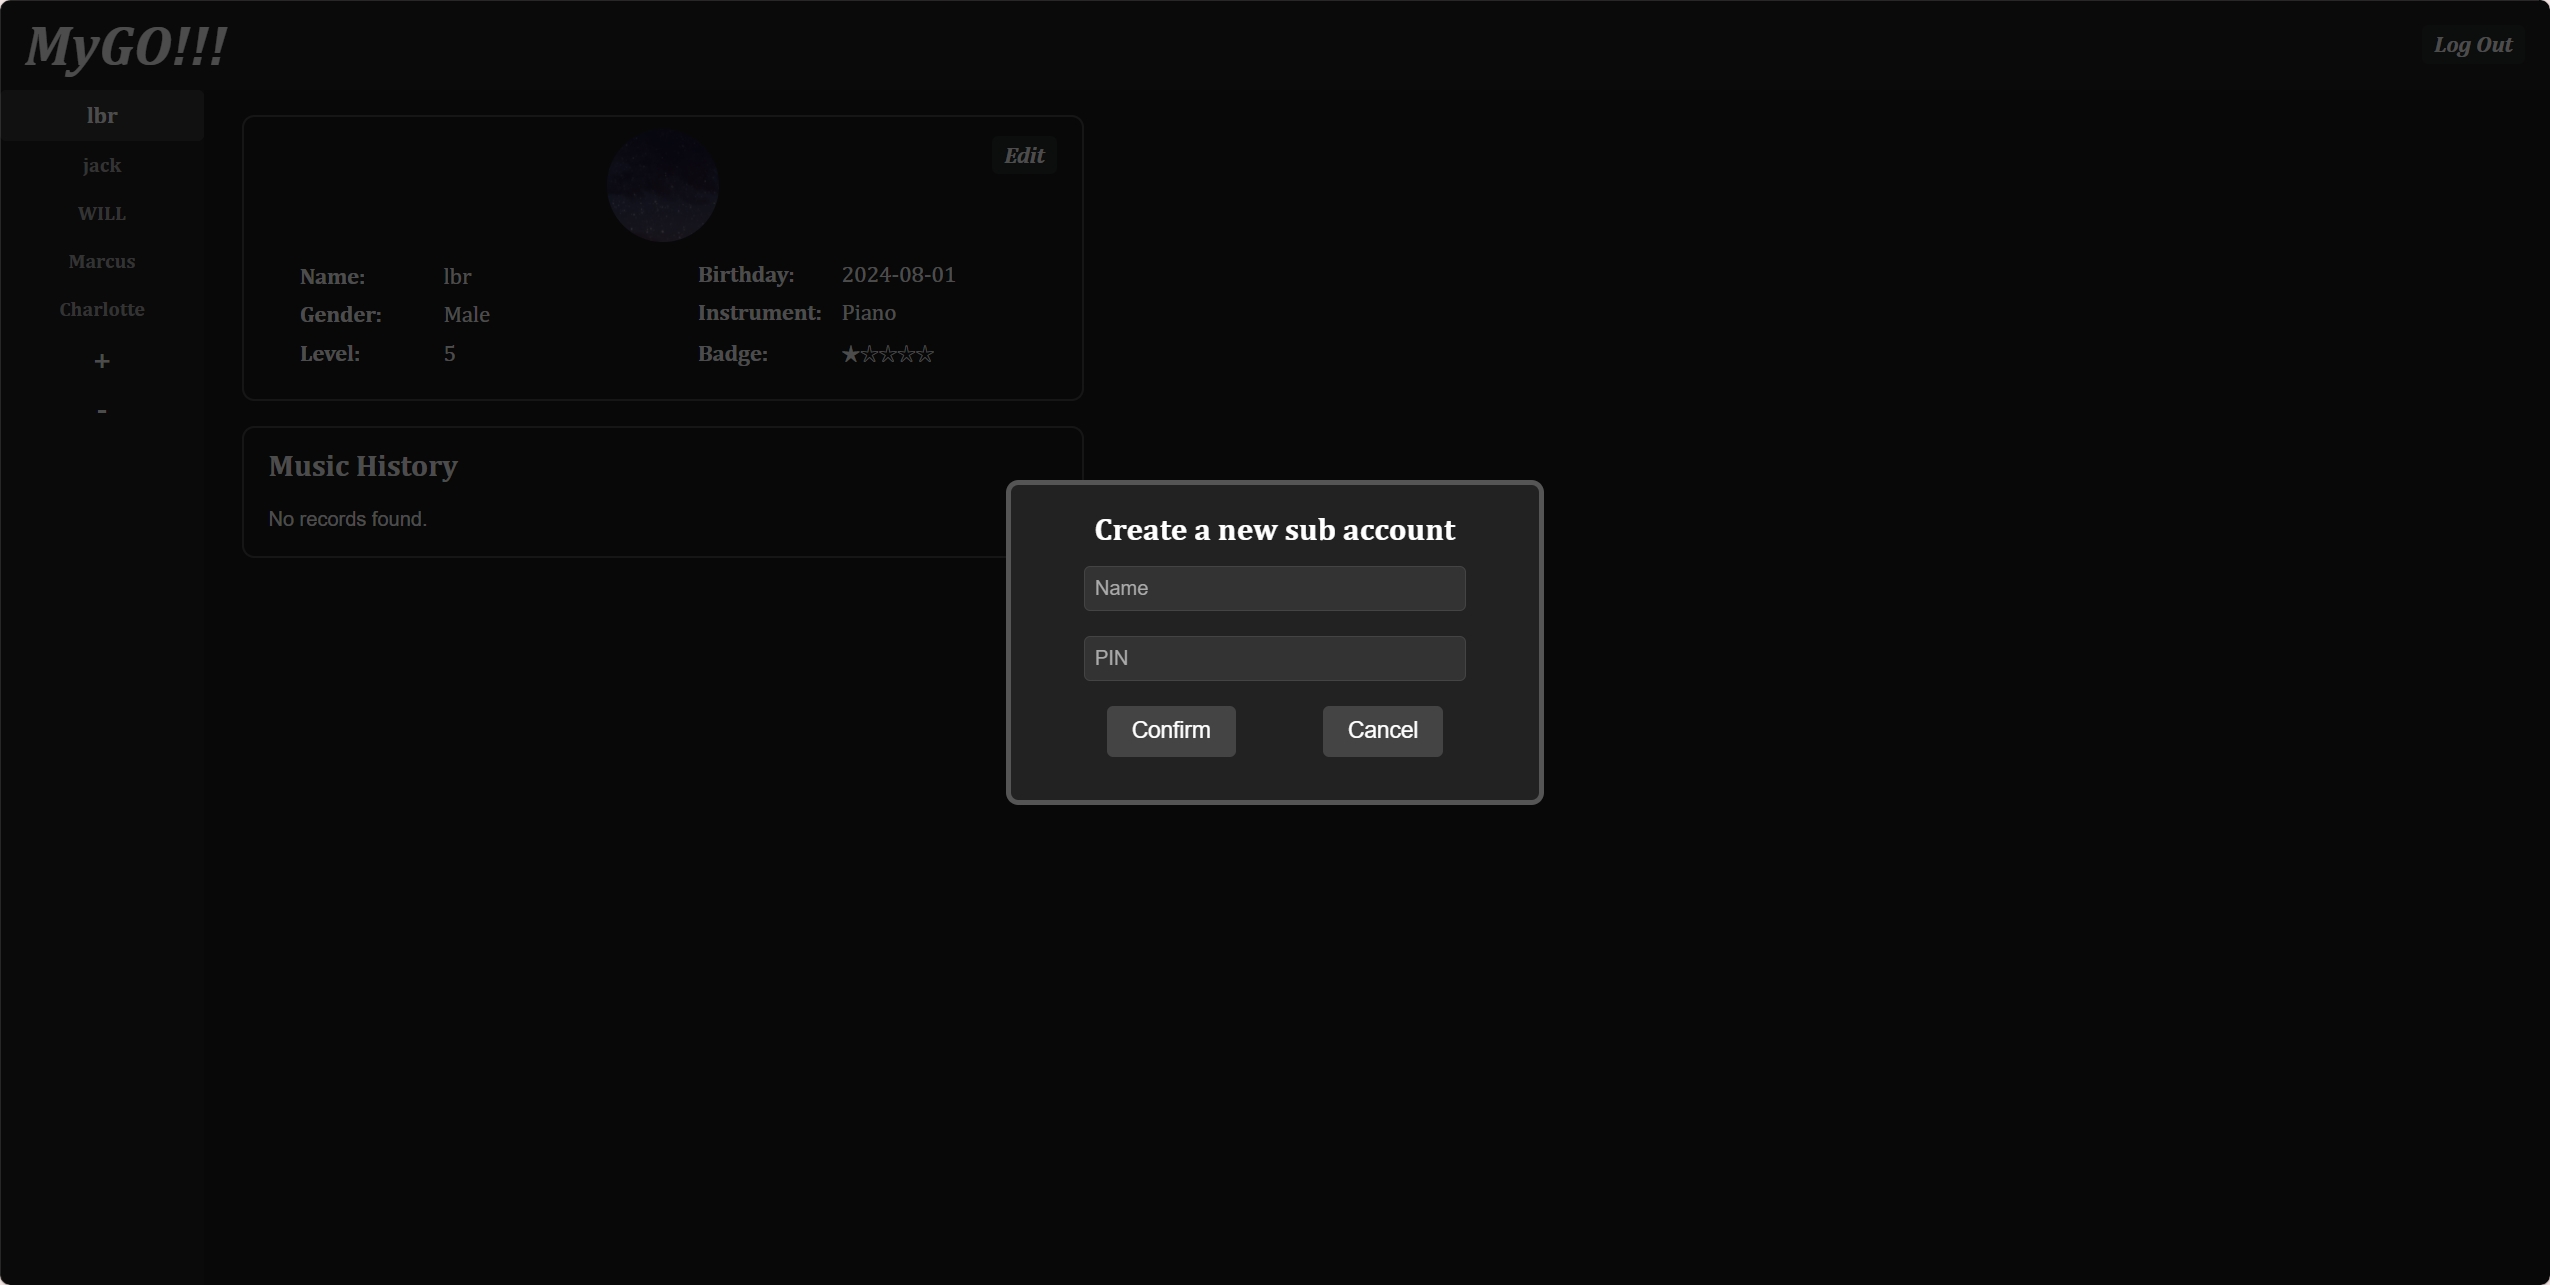 MyGO!!!
Log Out
lbr
jack
WILL
Marcus
Charlotte
+
-
Edit
Name: lbr
Gender: Male
Level: 5
Birthday: 2024-08-01
Instrument: Piano
Badge: ★☆☆☆☆
Music History
No records found.
Create a new sub account
Name
PIN
Confirm Cancel